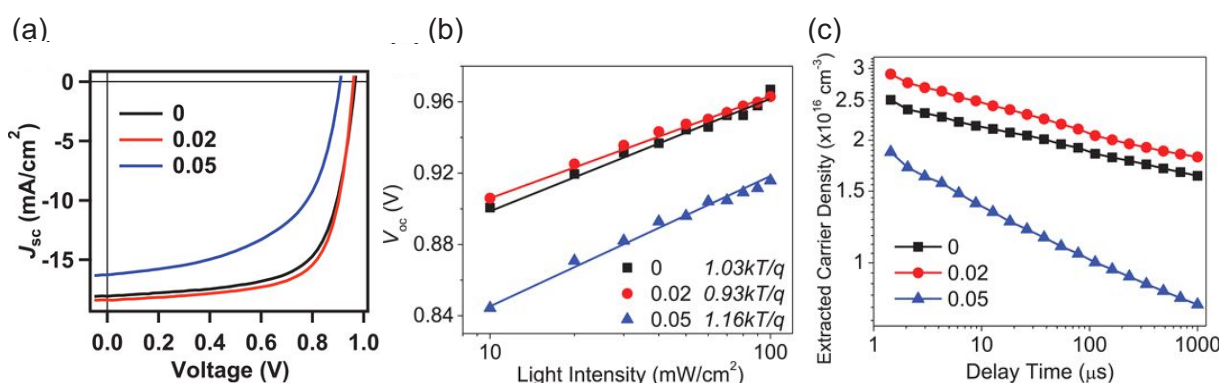 (a)
0
-5
-10
-15
J_sc (mA/cm²)
0
0.02
0.05
0.0 0.2 0.4 0.6 0.8 1.0
Voltage (V)
(b)
0.96
0.92
0.88
0.84
V_oc (V)
0 1.03kT/q
0.02 0.93kT/q
0.05 1.16kT/q
10 100
Light Intensity (mW/cm²)
(c)
3
2.5
2
1.5
1
Extracted Carrier Density (x10¹⁶ cm⁻³)
0
0.02
0.05
1 10 100 1000
Delay Time (µs)